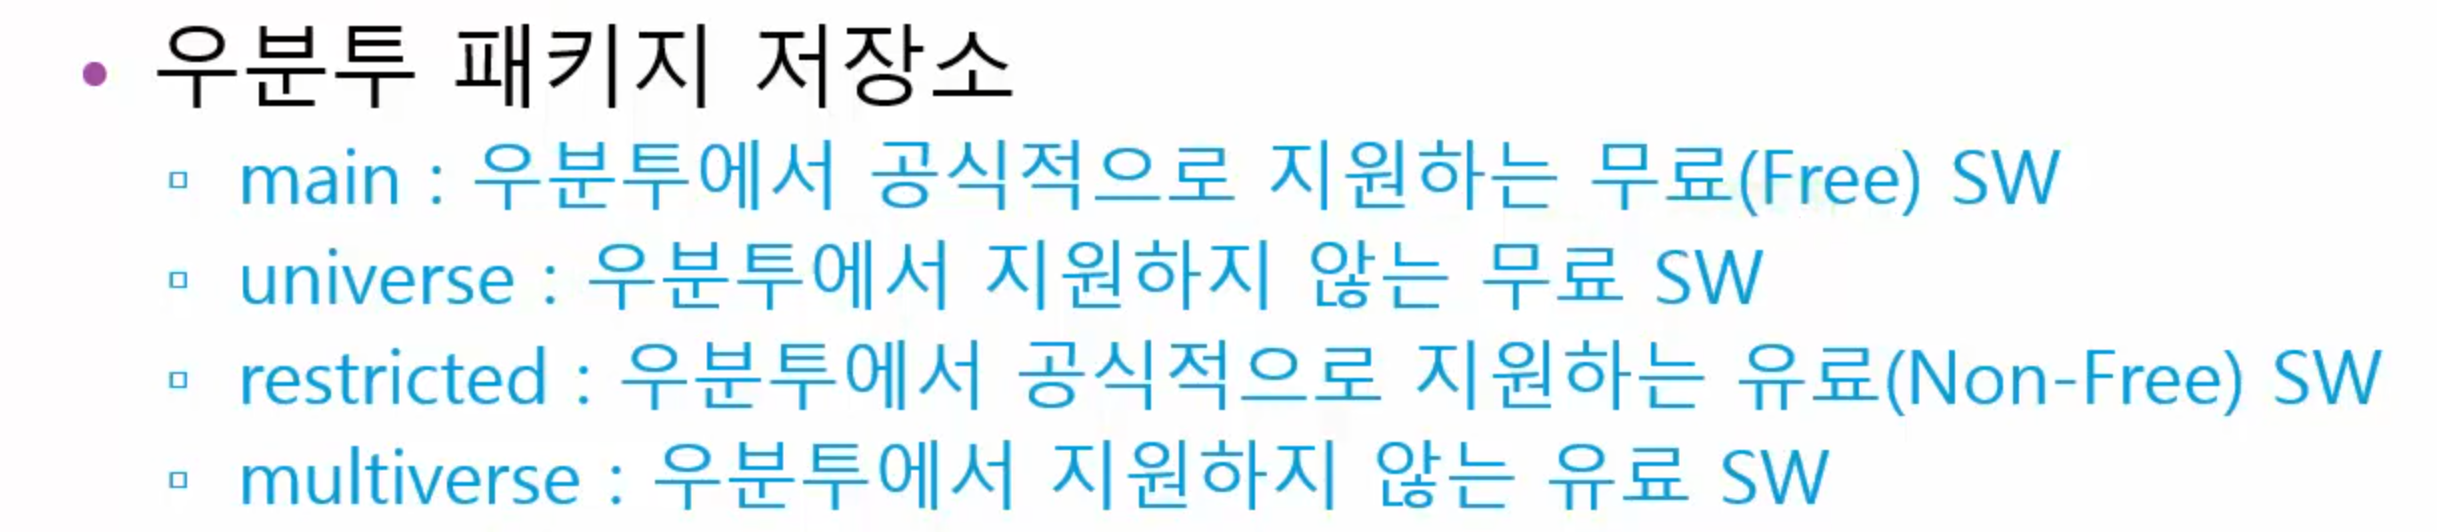 • 우분투 패키지 저장소
▫ main : 우분투에서 공식적으로 지원하는 무료(Free) SW
▫ universe : 우분투에서 지원하지 않는 무료 SW
▫ restricted : 우분투에서 공식적으로 지원하는 유료(Non-Free) SW
▫ multiverse : 우분투에서 지원하지 않는 유료 SW